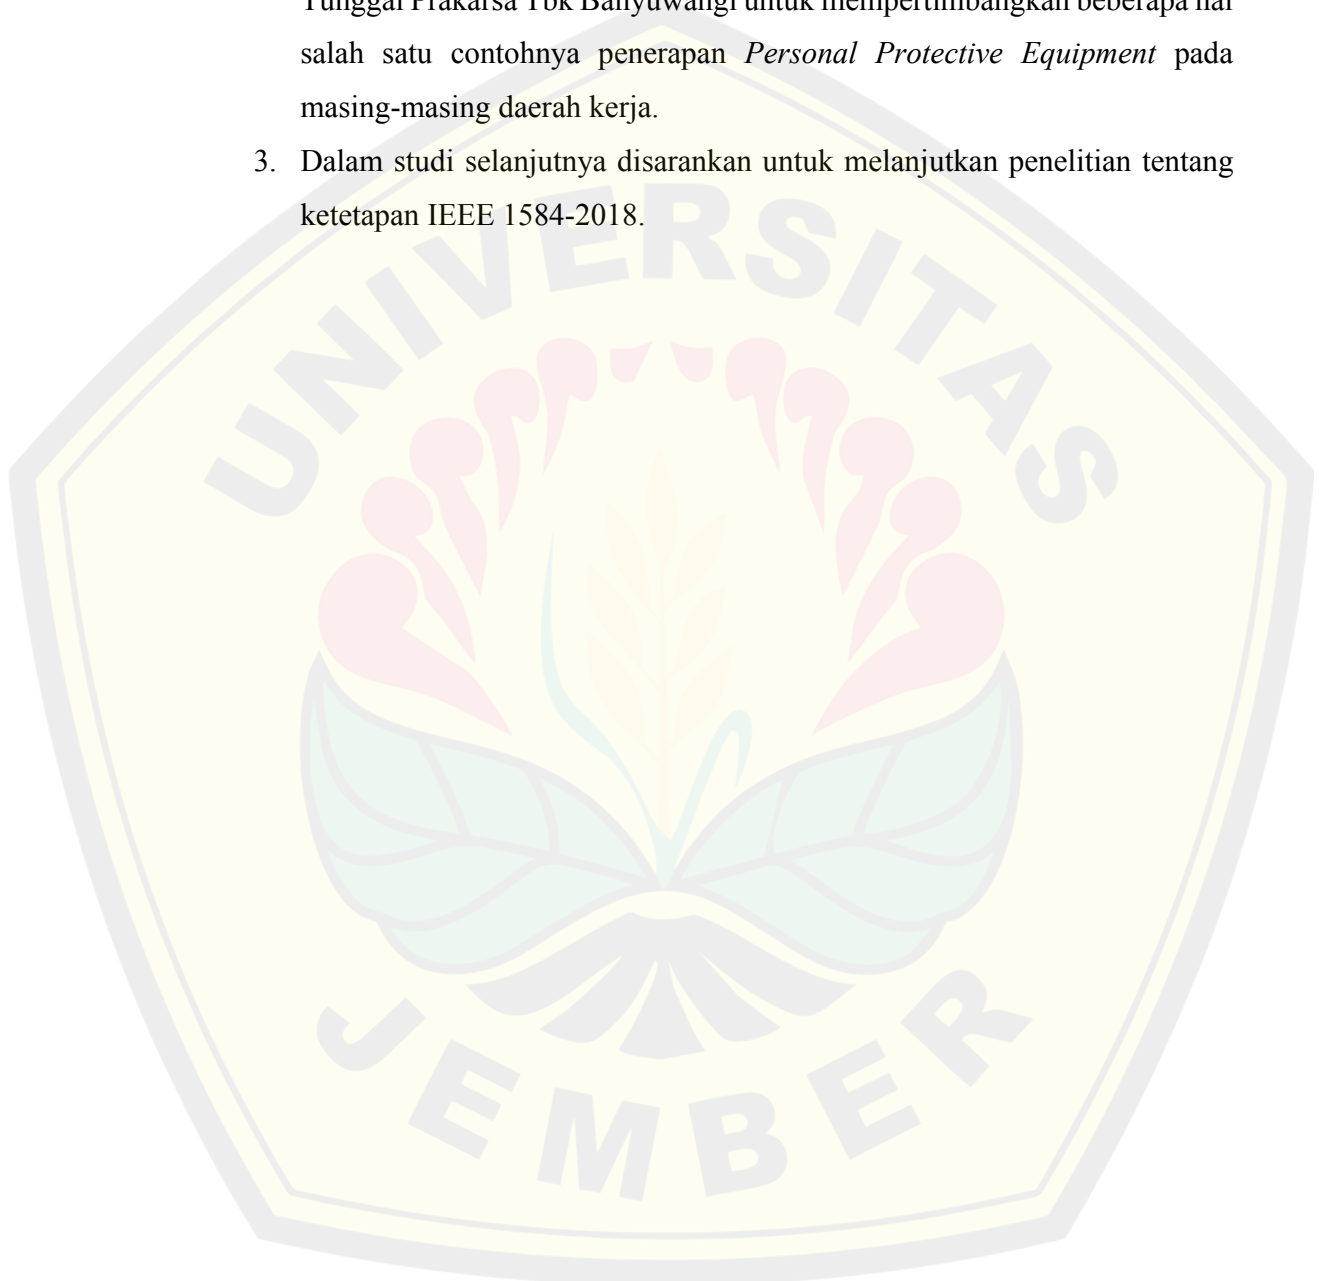 Tunggal Prakarsa Tbk Banyuwangi untuk mempertimbangkan beberapa hal
salah satu contohnya penerapan Personal Protective Equipment pada
masing-masing daerah kerja.
3. Dalam studi selanjutnya disarankan untuk melanjutkan penelitian tentang
ketetapan IEEE 1584-2018.
UNIVERSITAS
JEMBER